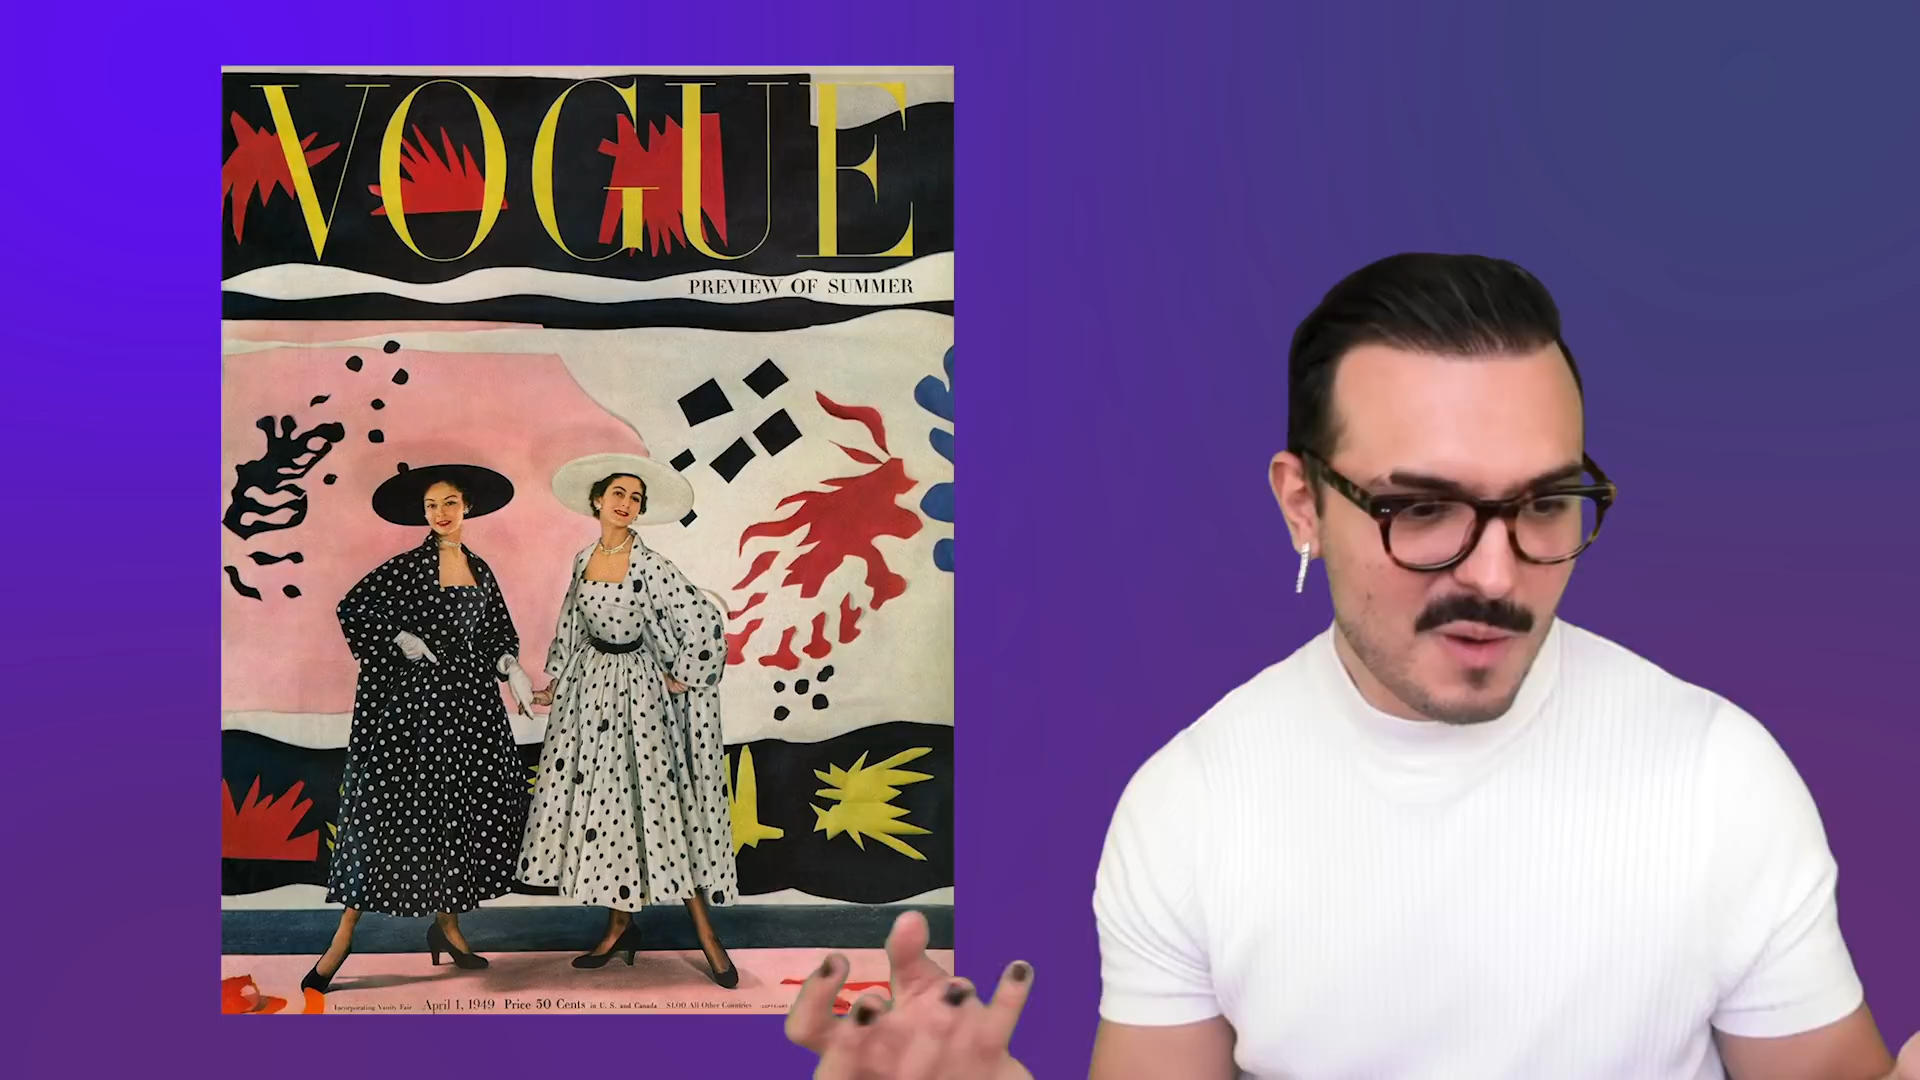 VOGUE
PREVIEW OF SUMMER
Incorporating Vanity Fair April 1, 1949 Price 50 Cents in U. S. and Canada $1.00 All Other Countries